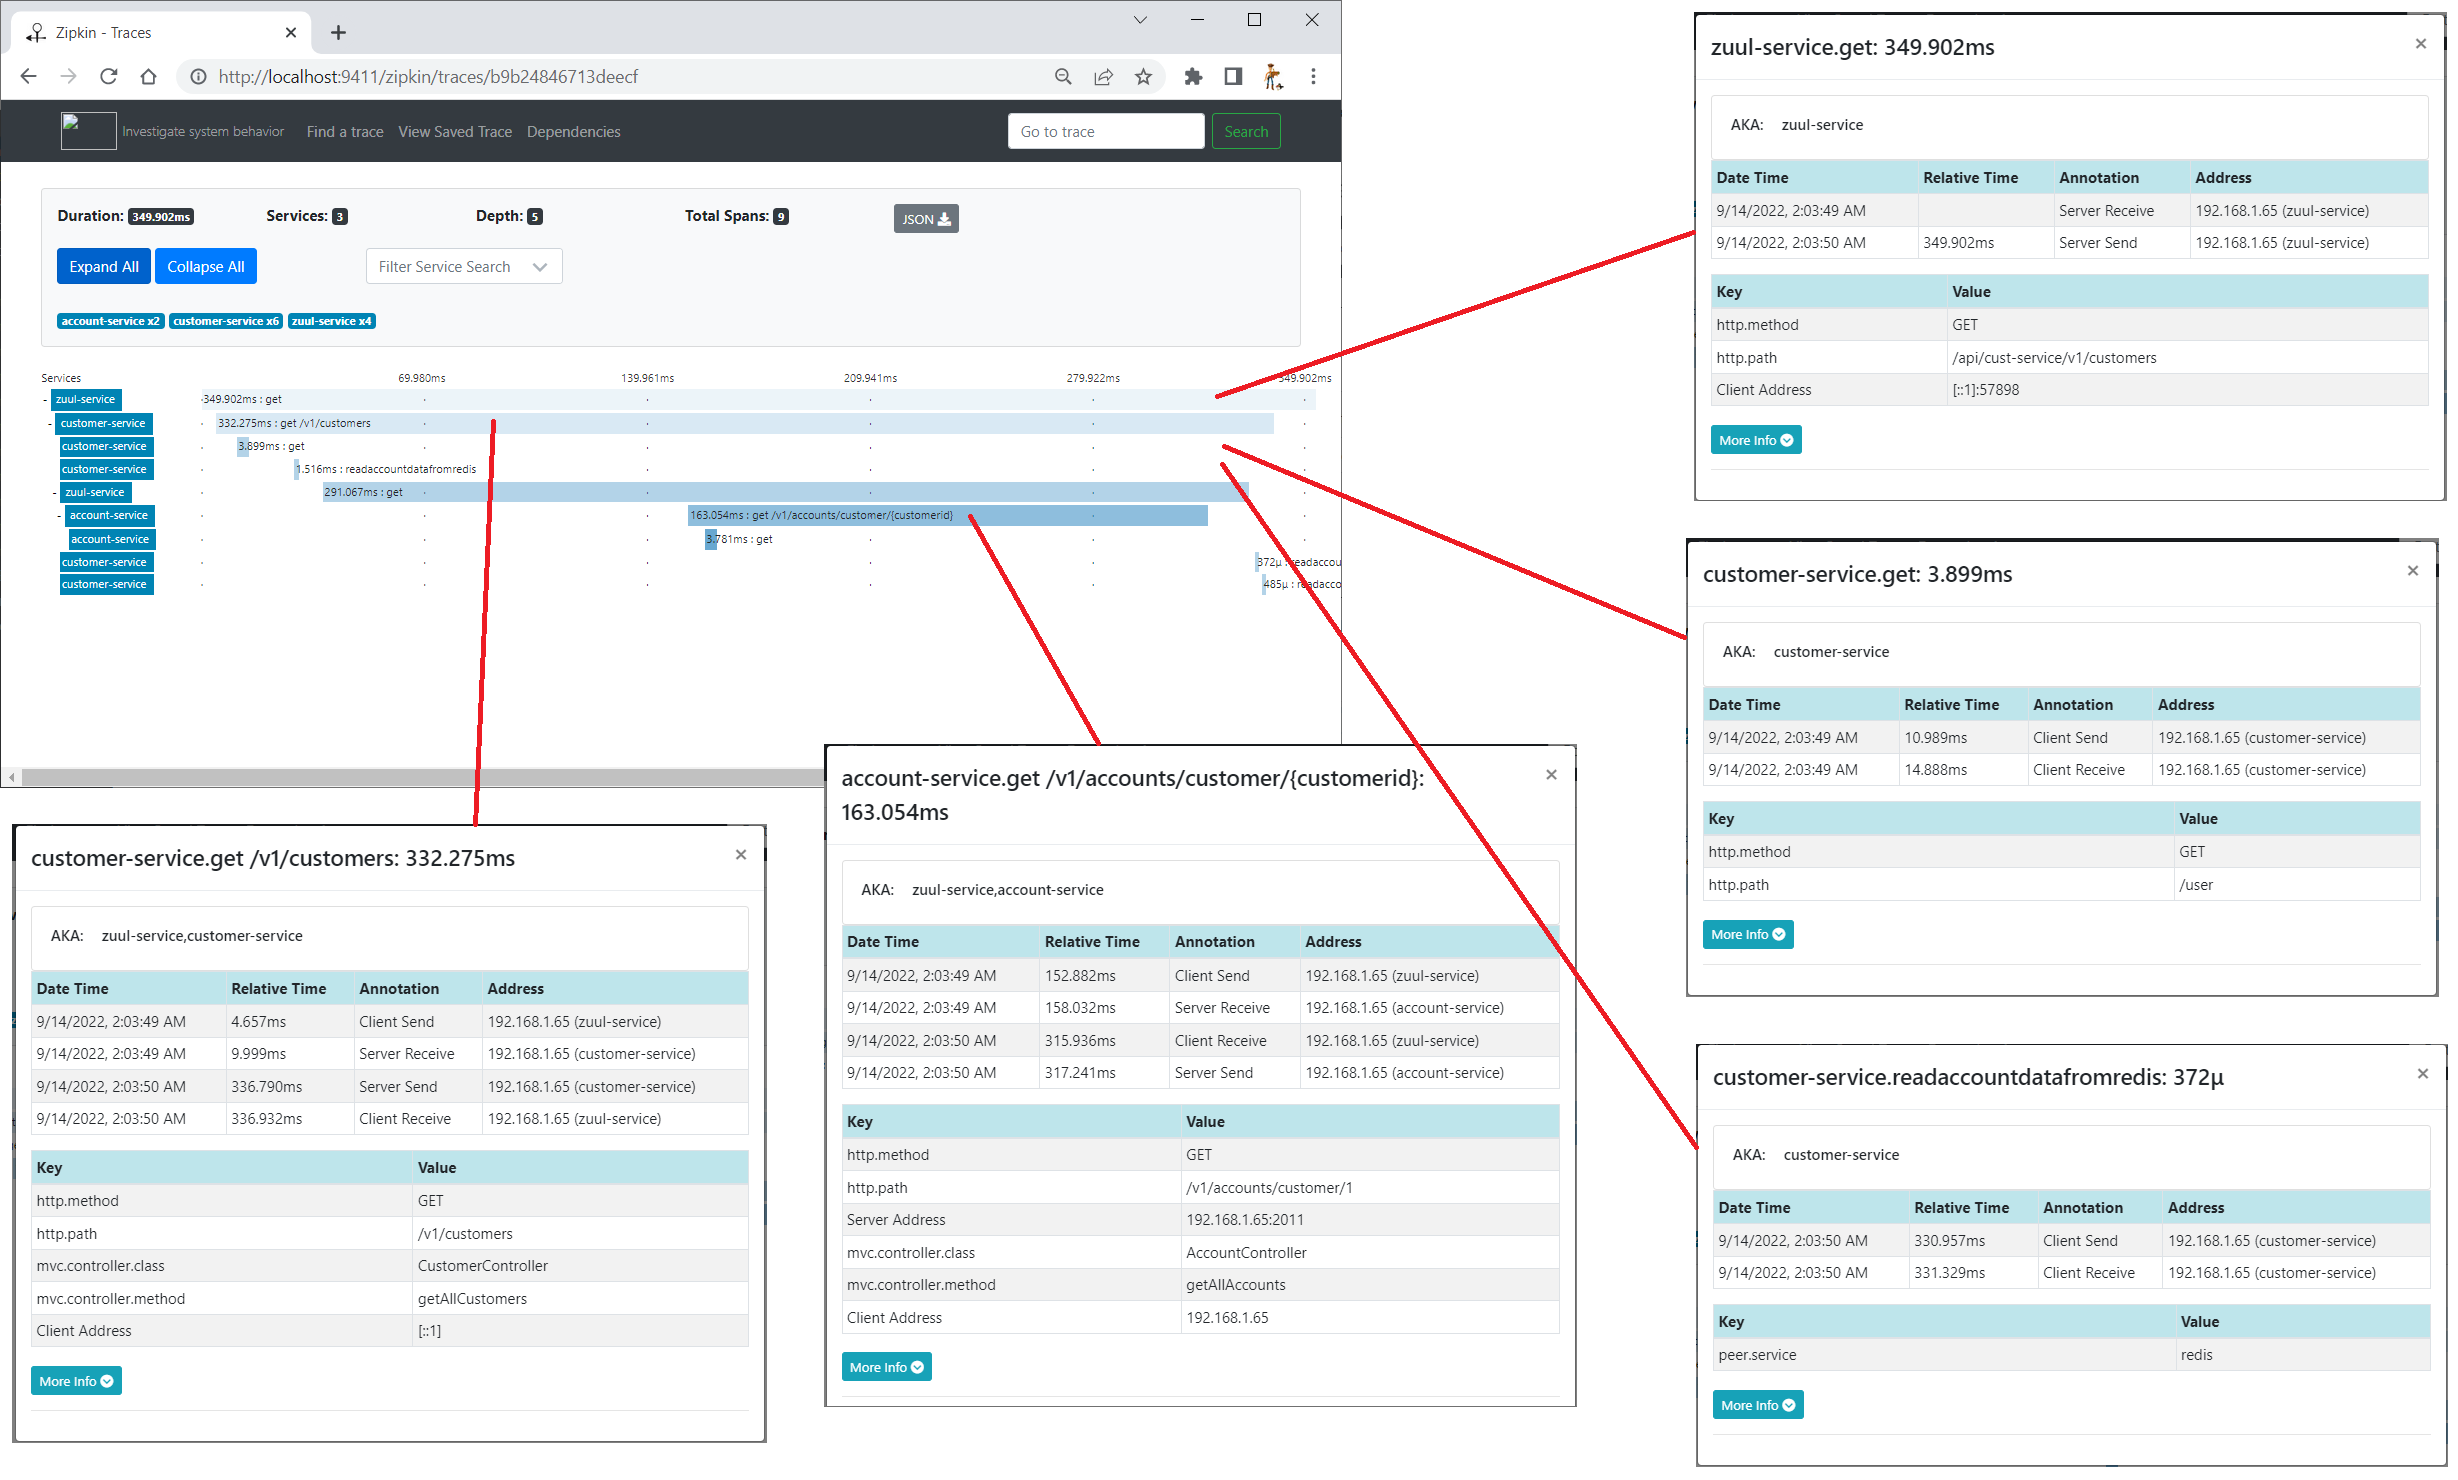 Zipkin - Traces
http://localhost:9411/zipkin/traces/b9b24846713deecf
Investigate system behavior Find a trace View Saved Trace Dependencies Go to trace Search
Duration: 349.902ms Services: 3 Depth: 5 Total Spans: 9 JSON
Expand All Collapse All Filter Service Search
account-service x2 customer-service x6 zuul-service x4
Services 69.980ms 139.961ms 209.941ms 279.922ms 349.902ms
- zuul-service 349.902ms : get
- customer-service 332.275ms : get /v1/customers
customer-service 3.899ms : get
customer-service 1.516ms : readaccountdatafromredis
- zuul-service 291.067ms : get
- account-service 163.054ms : get /v1/accounts/customer/{customerid}
account-service 3.781ms : get
customer-service 372μ : readaccou
customer-service 485μ : readacco
zuul-service.get: 349.902ms
AKA: zuul-service
Date Time Relative Time Annotation Address
9/14/2022, 2:03:49 AM Server Receive 192.168.1.65 (zuul-service)
9/14/2022, 2:03:50 AM 349.902ms Server Send 192.168.1.65 (zuul-service)
Key Value
http.method GET
http.path /api/cust-service/v1/customers
Client Address [::1]:57898
More Info
customer-service.get: 3.899ms
AKA: customer-service
Date Time Relative Time Annotation Address
9/14/2022, 2:03:49 AM 10.989ms Client Send 192.168.1.65 (customer-service)
9/14/2022, 2:03:49 AM 14.888ms Client Receive 192.168.1.65 (customer-service)
Key Value
http.method GET
http.path /user
More Info
customer-service.get /v1/customers: 332.275ms
AKA: zuul-service,customer-service
Date Time Relative Time Annotation Address
9/14/2022, 2:03:49 AM 4.657ms Client Send 192.168.1.65 (zuul-service)
9/14/2022, 2:03:49 AM 9.999ms Server Receive 192.168.1.65 (customer-service)
9/14/2022, 2:03:50 AM 336.790ms Server Send 192.168.1.65 (customer-service)
9/14/2022, 2:03:50 AM 336.932ms Client Receive 192.168.1.65 (zuul-service)
Key Value
http.method GET
http.path /v1/customers
mvc.controller.class CustomerController
mvc.controller.method getAllCustomers
Client Address [::1]
More Info
account-service.get /v1/accounts/customer/{customerid}:
163.054ms
AKA: zuul-service,account-service
Date Time Relative Time Annotation Address
9/14/2022, 2:03:49 AM 152.882ms Client Send 192.168.1.65 (zuul-service)
9/14/2022, 2:03:49 AM 158.032ms Server Receive 192.168.1.65 (account-service)
9/14/2022, 2:03:50 AM 315.936ms Client Receive 192.168.1.65 (zuul-service)
9/14/2022, 2:03:50 AM 317.241ms Server Send 192.168.1.65 (account-service)
Key Value
http.method GET
http.path /v1/accounts/customer/1
Server Address 192.168.1.65:2011
mvc.controller.class AccountController
mvc.controller.method getAllAccounts
Client Address 192.168.1.65
More Info
customer-service.readaccountdatafromredis: 372μ
AKA: customer-service
Date Time Relative Time Annotation Address
9/14/2022, 2:03:50 AM 330.957ms Client Send 192.168.1.65 (customer-service)
9/14/2022, 2:03:50 AM 331.329ms Client Receive 192.168.1.65 (customer-service)
Key Value
peer.service redis
More Info